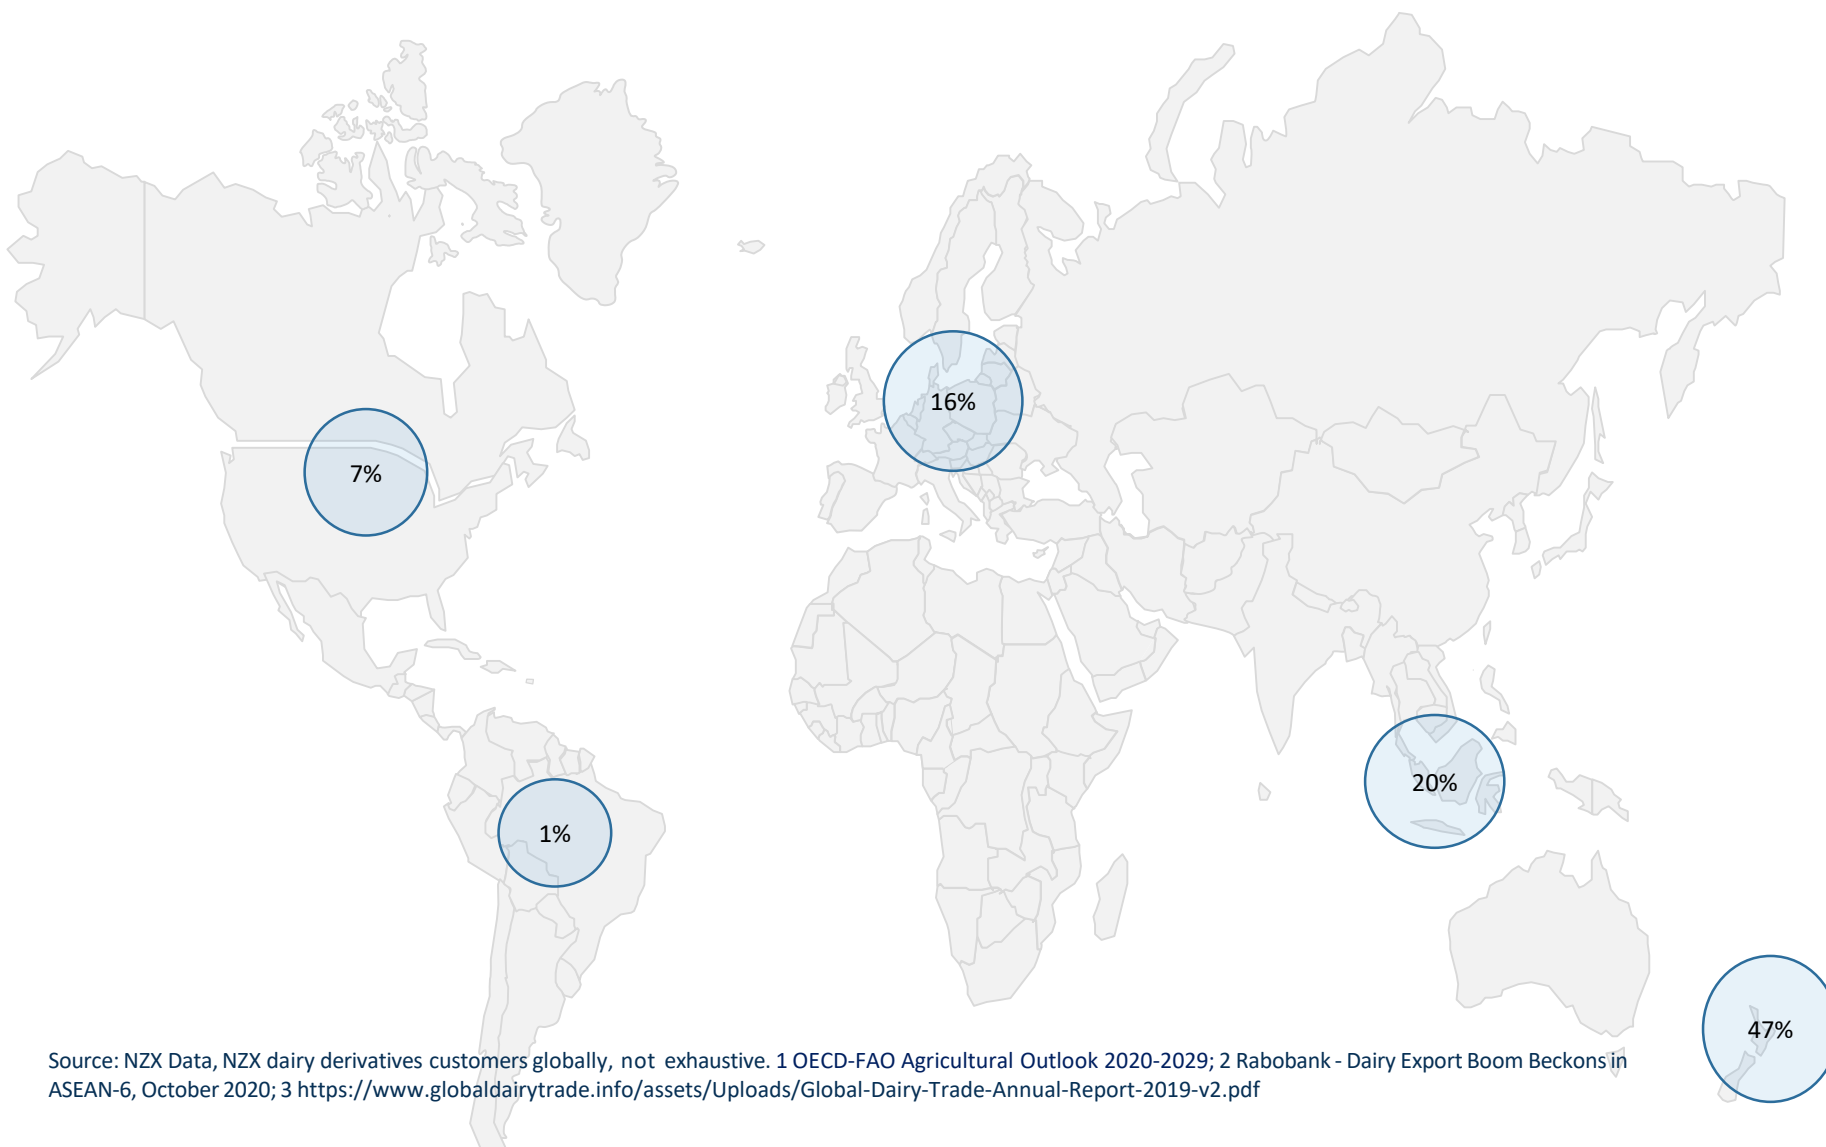 16%
7%
20%
1%
47%
Source: NZX Data, NZX dairy derivatives customers globally, not exhaustive. 1 OECD-FAO Agricultural Outlook 2020-2029; 2 Rabobank - Dairy Export Boom Beckons in
ASEAN-6, October 2020; 3 https://www.globaldairytrade.info/assets/Uploads/Global-Dairy-Trade-Annual-Report-2019-v2.pdf